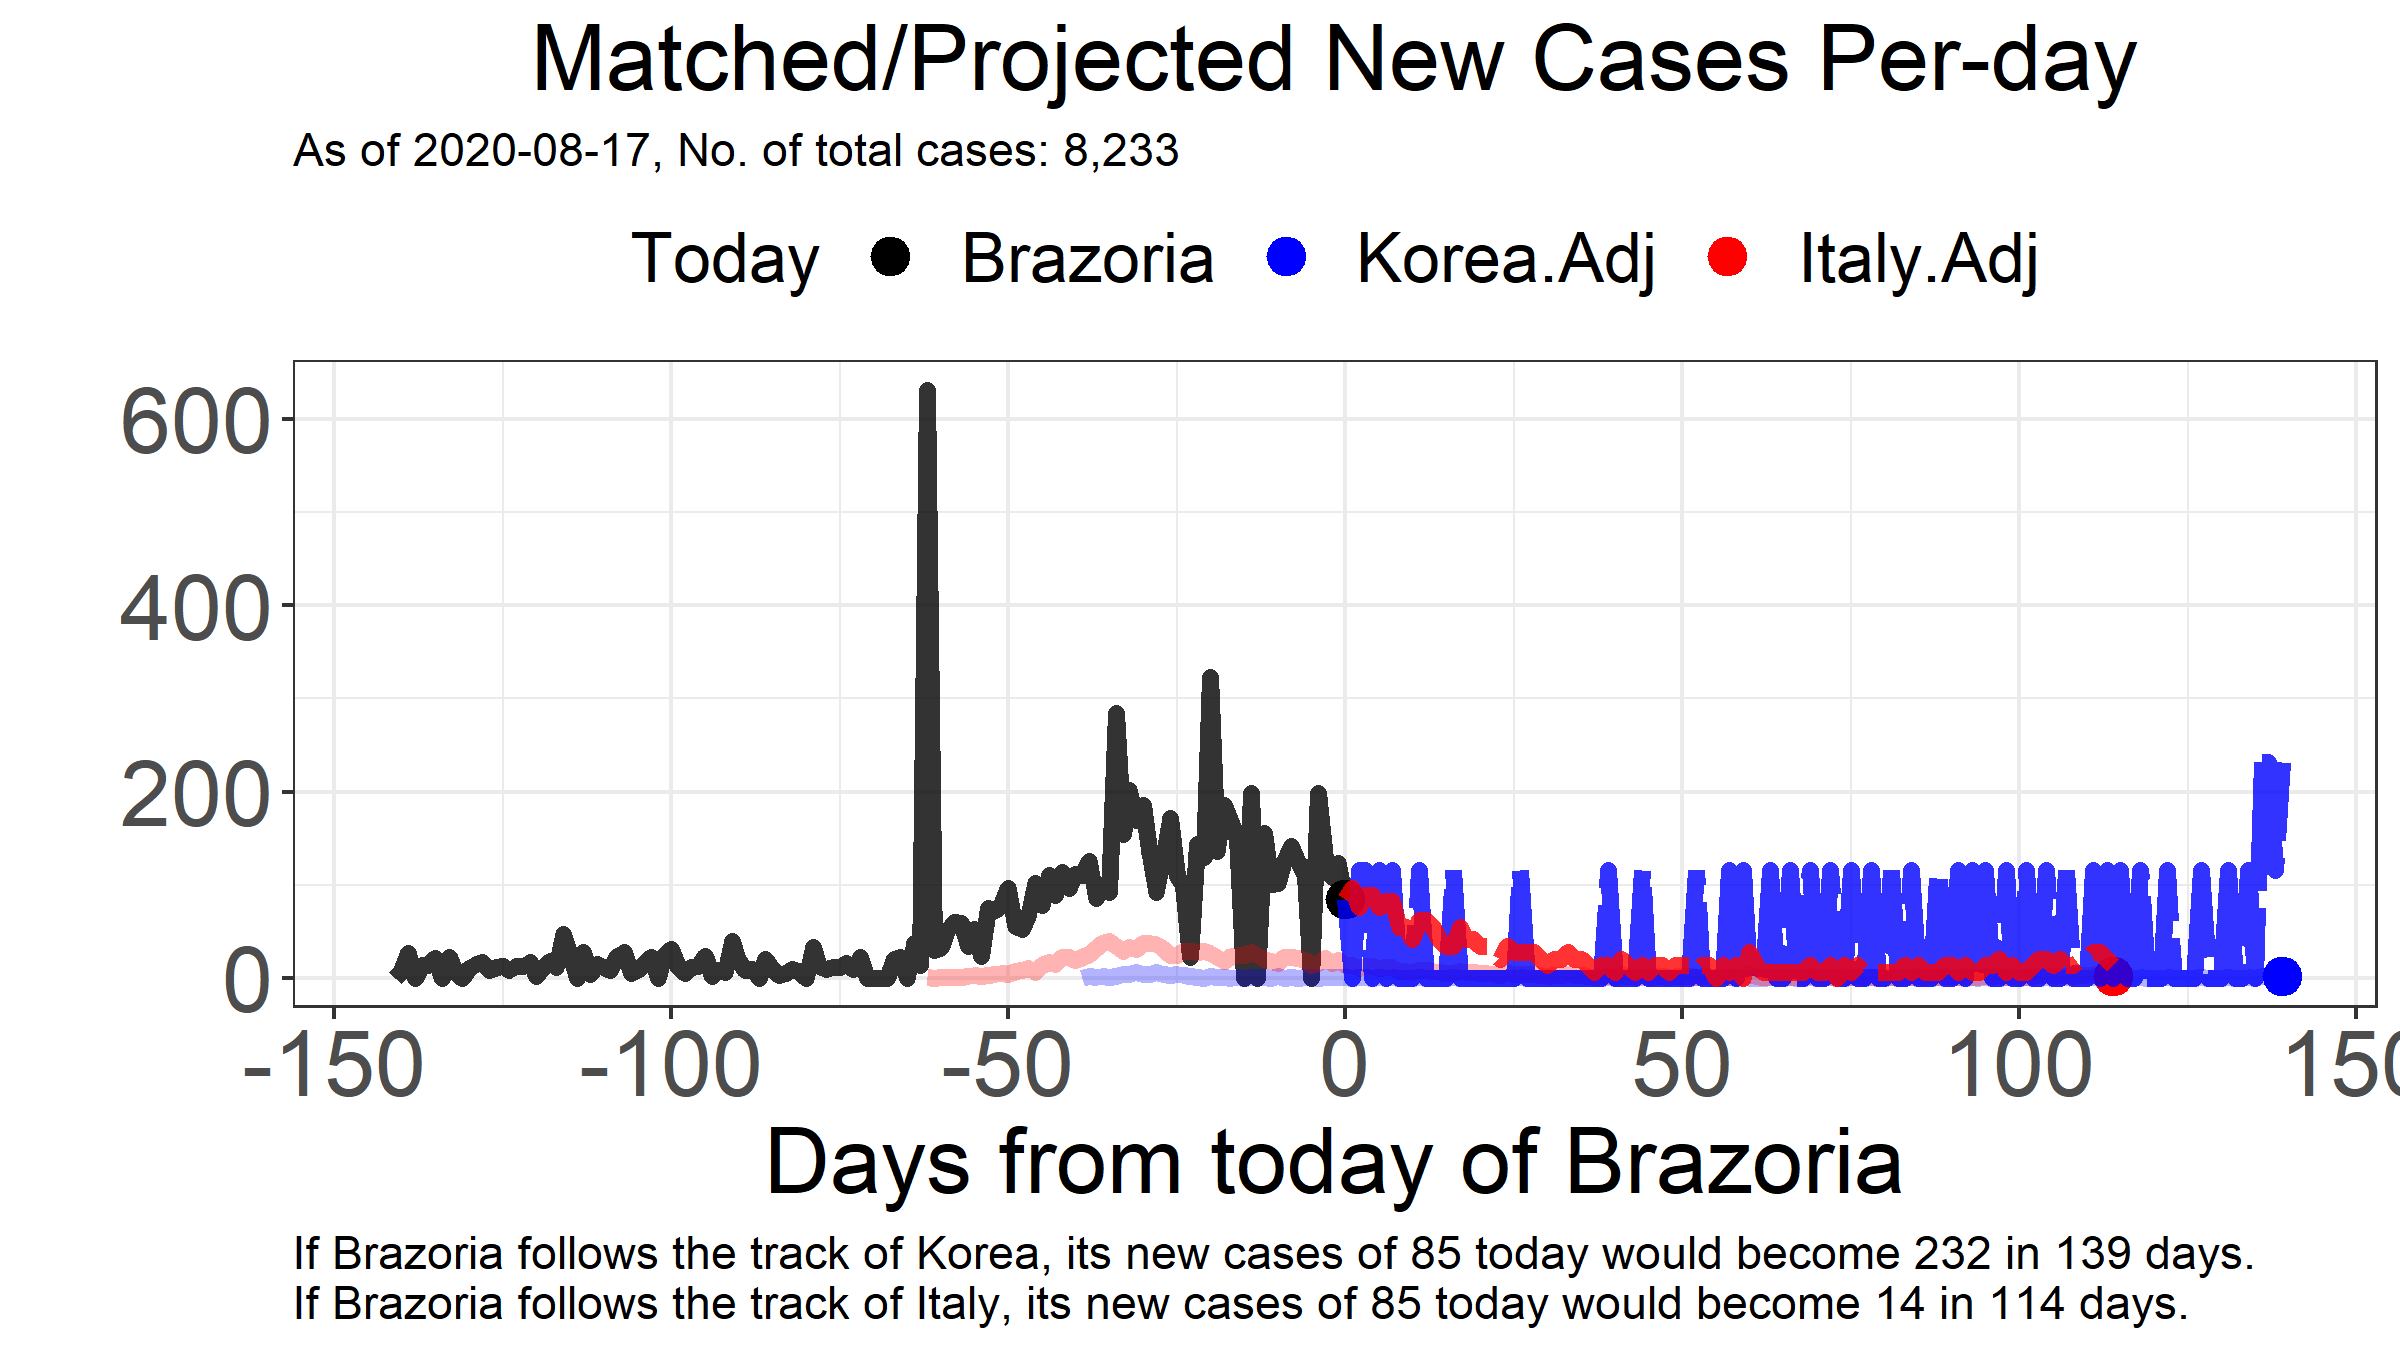 Matched/Projected New Cases Per-day
As of 2020-08-17, No. of total cases: 8,233
Today Brazoria Korea.Adj Italy.Adj
600
400
200
0
-150 -100 -50 0 50 100 150
Days from today of Brazoria
If Brazoria follows the track of Korea, its new cases of 85 today would become 232 in 139 days.
If Brazoria follows the track of Italy, its new cases of 85 today would become 14 in 114 days.